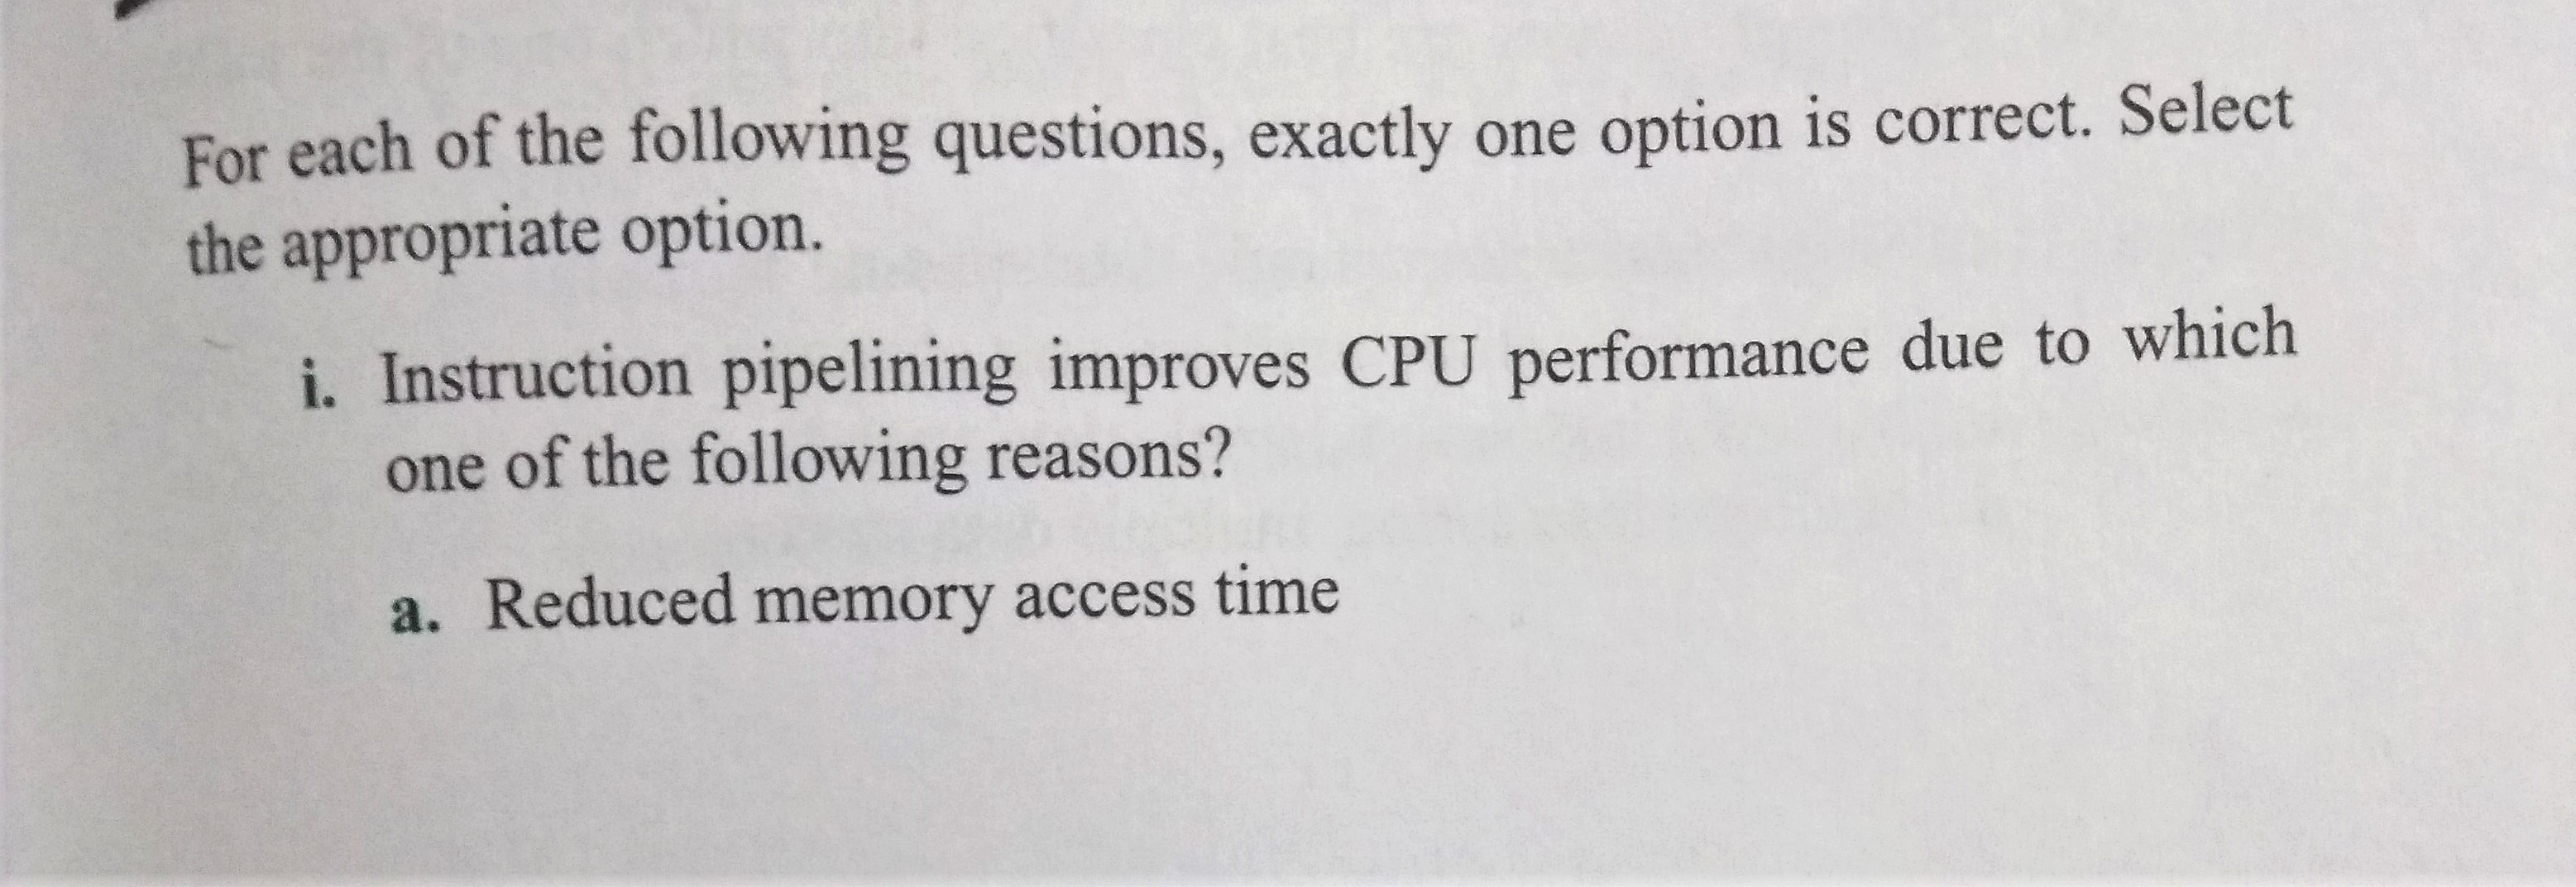 For each of the following questions, exactly one option is correct. Select
the appropriate option.
i. Instruction pipelining improves CPU performance due to which
one of the following reasons?
a. Reduced memory access time